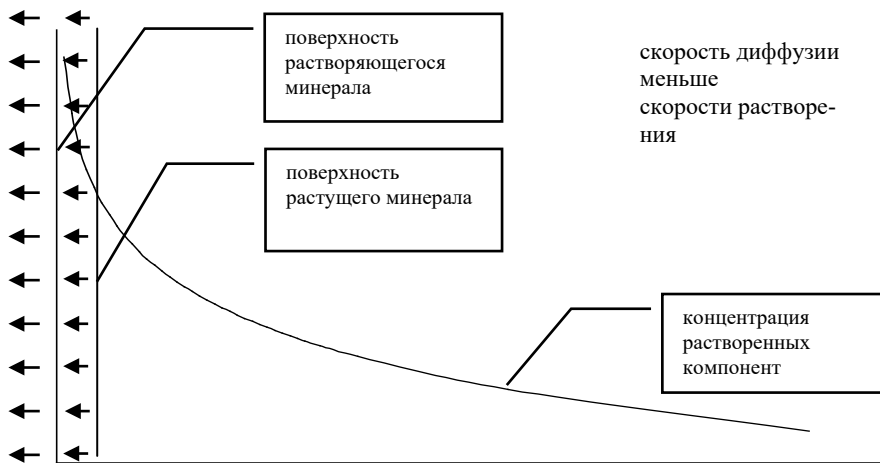 поверхность
растворяющегося
минерала
скорость диффузии
меньше
скорости растворе-
ния
поверхность
растущего минерала
концентрация
растворенных
компонент